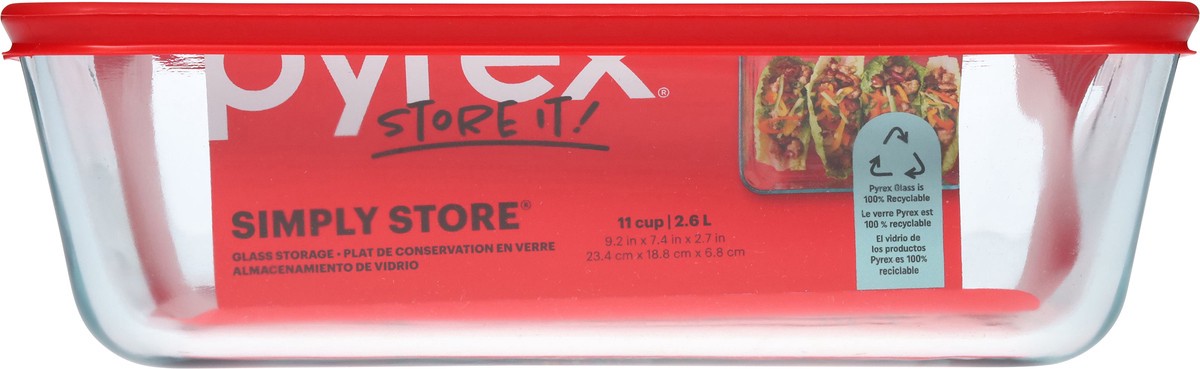 pyrex®
STORE IT!
SIMPLY STORE®
GLASS STORAGE • PLAT DE CONSERVATION EN VERRE
ALMACENAMIENTO DE VIDRIO
11 cup | 2.6 L
9.2 in x 7.4 in x 2.7 in
23.4 cm x 18.8 cm x 6.8 cm
Pyrex Glass is
100% Recyclable
Le verre Pyrex est
100 % recyclable
El vidrio de
los productos
Pyrex es 100%
reciclable